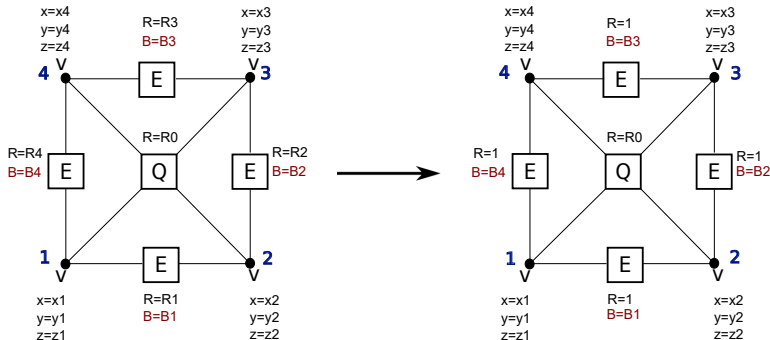 x=x4
y=y4
z=z4
V
4
R=R3
B=B3
E
x=x3
y=y3
z=z3
V
3
R=R4
B=B4
E
R=R0
Q
E
R=R2
B=B2
1
V
x=x1
y=y1
z=z1
E
R=R1
B=B1
2
V
x=x2
y=y2
z=z2
x=x4
y=y4
z=z4
V
4
R=1
B=B3
E
x=x3
y=y3
z=z3
V
3
R=1
B=B4
E
R=R0
Q
E
R=1
B=B2
1
V
x=x1
y=y1
z=z1
E
R=1
B=B1
2
V
x=x2
y=y2
z=z2